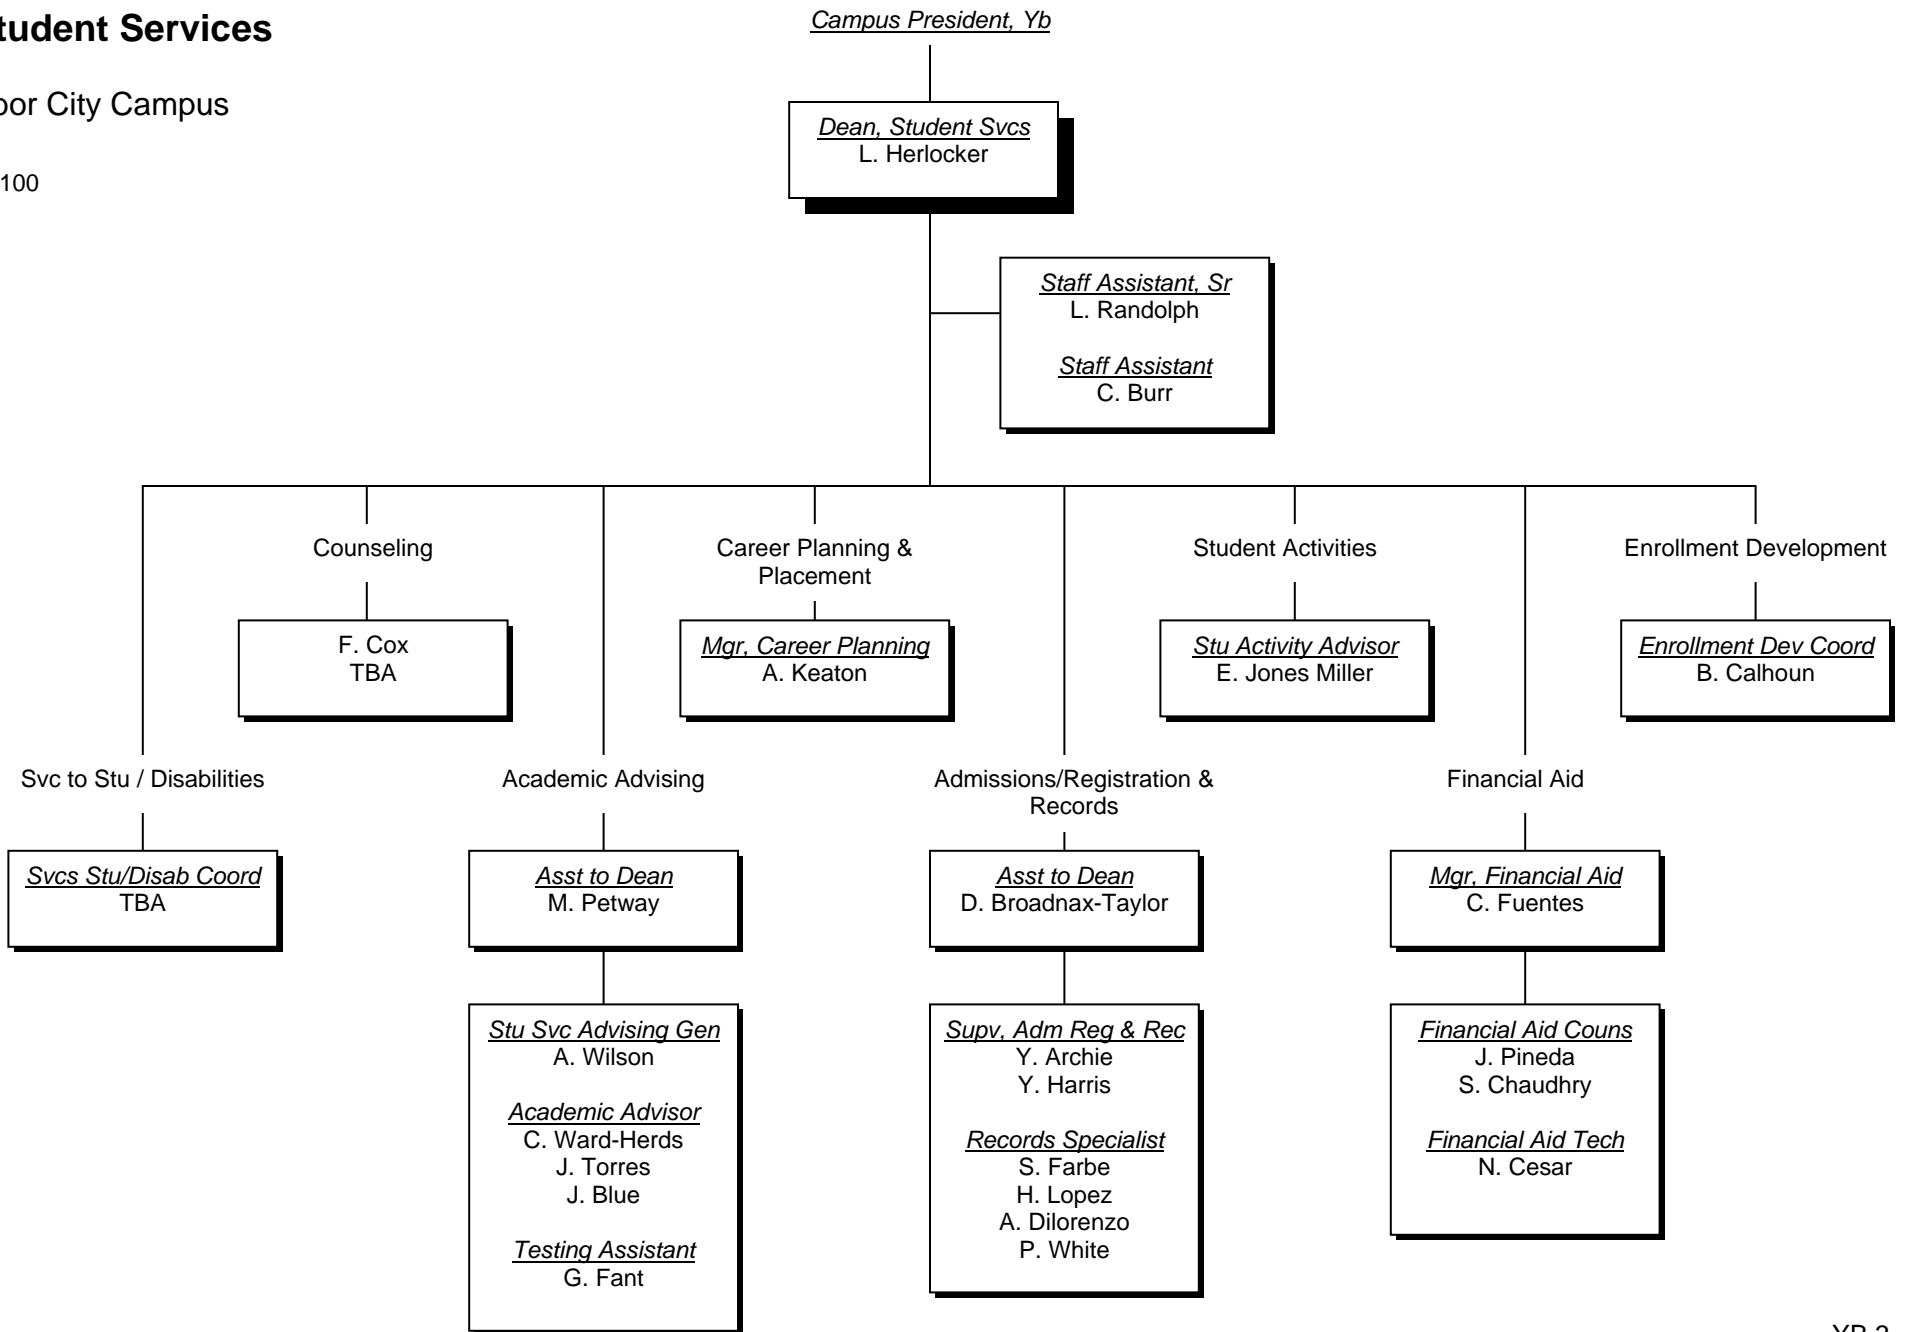 tudent Services
oor City Campus
100
Campus President, Yb
Dean, Student Svcs
L. Herlocker
Staff Assistant, Sr
L. Randolph
Staff Assistant
C. Burr
Counseling
F. Cox
TBA
Career Planning &
Placement
Mgr, Career Planning
A. Keaton
Student Activities
Stu Activity Advisor
E. Jones Miller
Enrollment Development
Enrollment Dev Coord
B. Calhoun
Svc to Stu / Disabilities
Svcs Stu/Disab Coord
TBA
Academic Advising
Asst to Dean
M. Petway
Stu Svc Advising Gen
A. Wilson
Academic Advisor
C. Ward-Herds
J. Torres
J. Blue
Testing Assistant
G. Fant
Admissions/Registration &
Records
Asst to Dean
D. Broadnax-Taylor
Supv, Adm Reg & Rec
Y. Archie
Y. Harris
Records Specialist
S. Farbe
H. Lopez
A. Dilorenzo
P. White
Financial Aid
Mgr, Financial Aid
C. Fuentes
Financial Aid Couns
J. Pineda
S. Chaudhry
Financial Aid Tech
N. Cesar